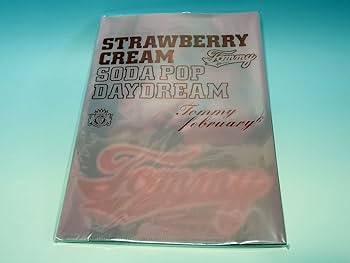 STRAWBERRY
CREAM Tommy
SODA POP
DAYDREAM
Tommy
february6
Tommy